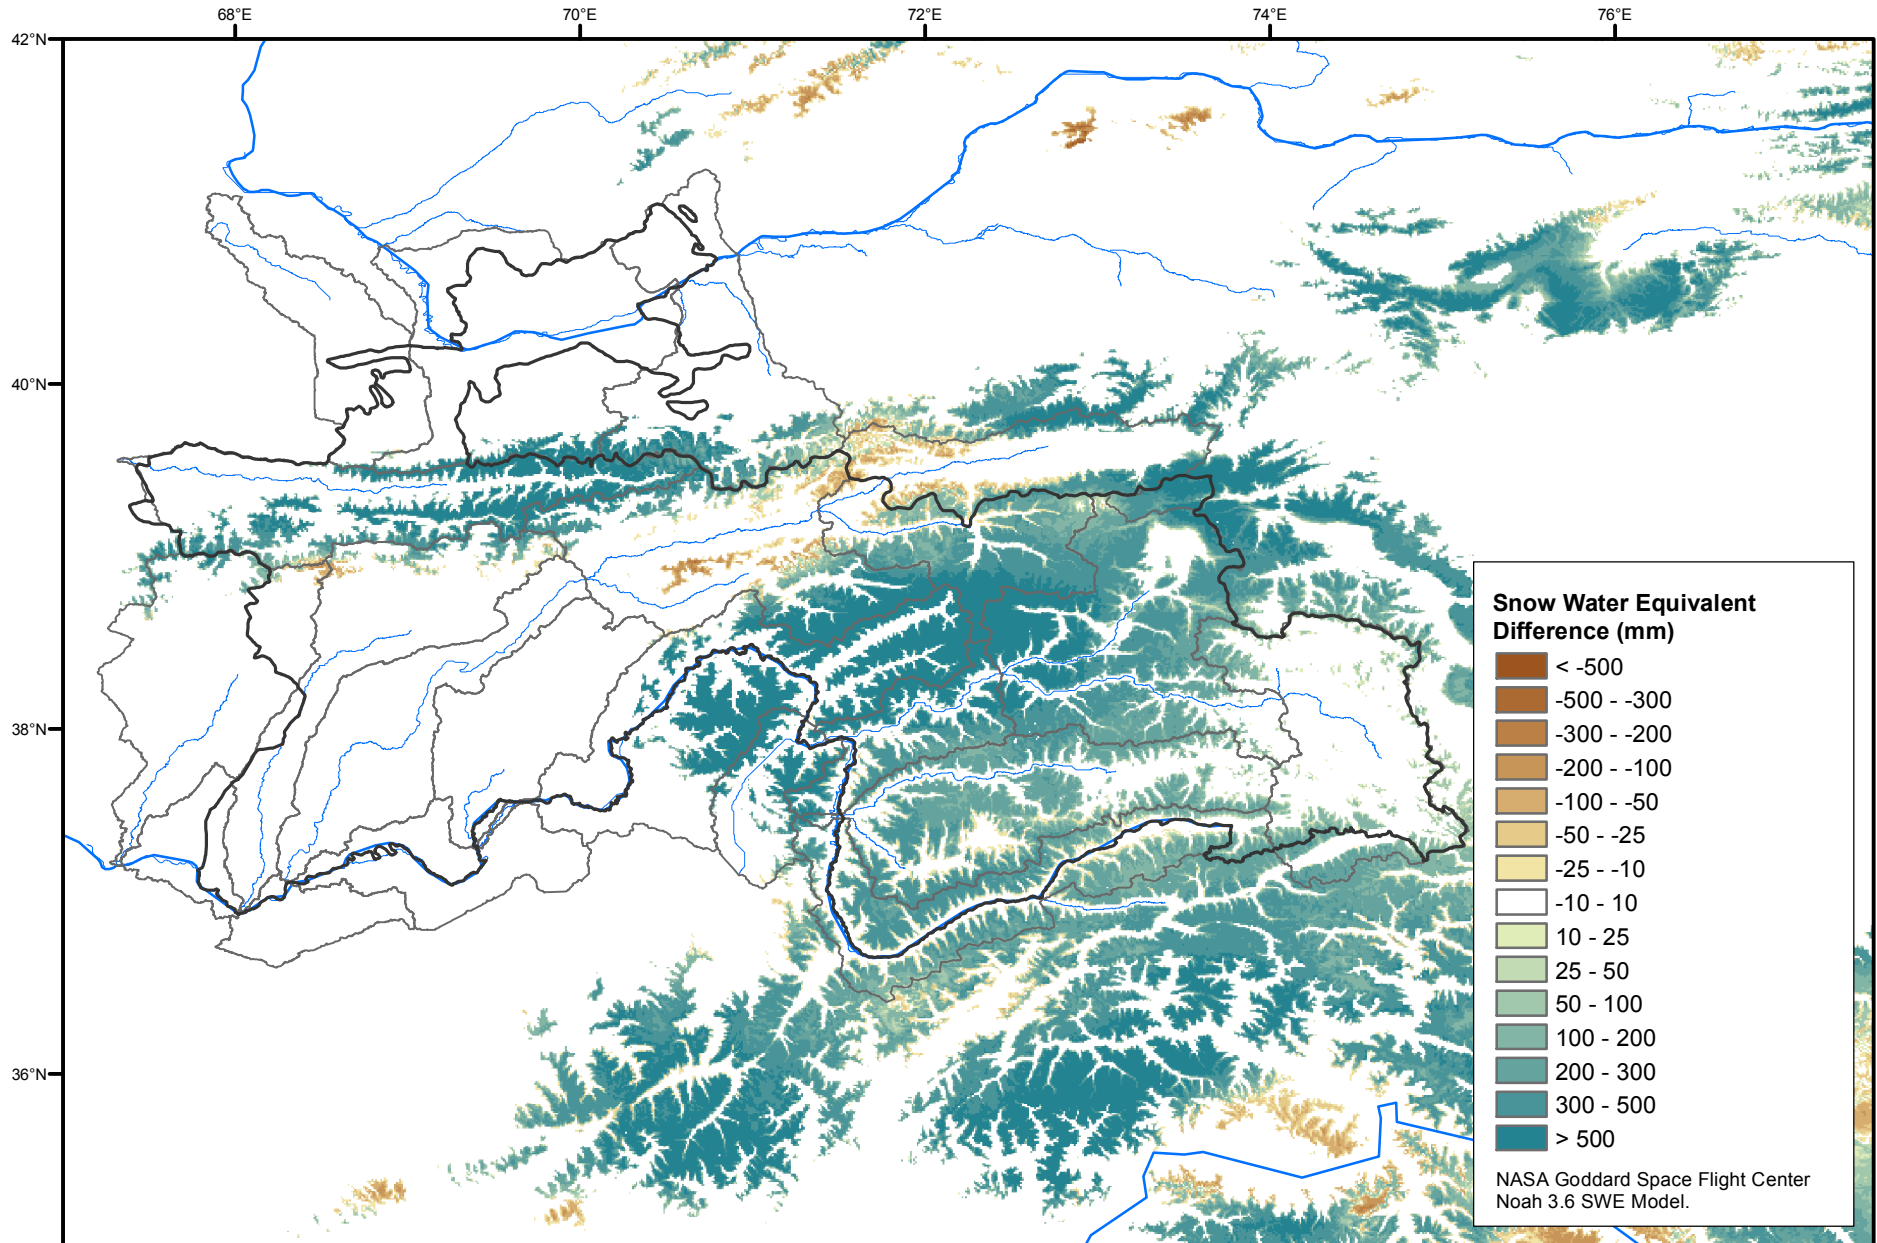 68°E
70°E
72°E
74°E
76°E
42°N
40°N
38°N
36°N
Snow Water Equivalent
Difference (mm)
< -500
-500 - -300
-300 - -200
-200 - -100
-100 - -50
-50 - -25
-25 - -10
-10 - 10
10 - 25
25 - 50
50 - 100
100 - 200
200 - 300
300 - 500
> 500
NASA Goddard Space Flight Center
Noah 3.6 SWE Model.